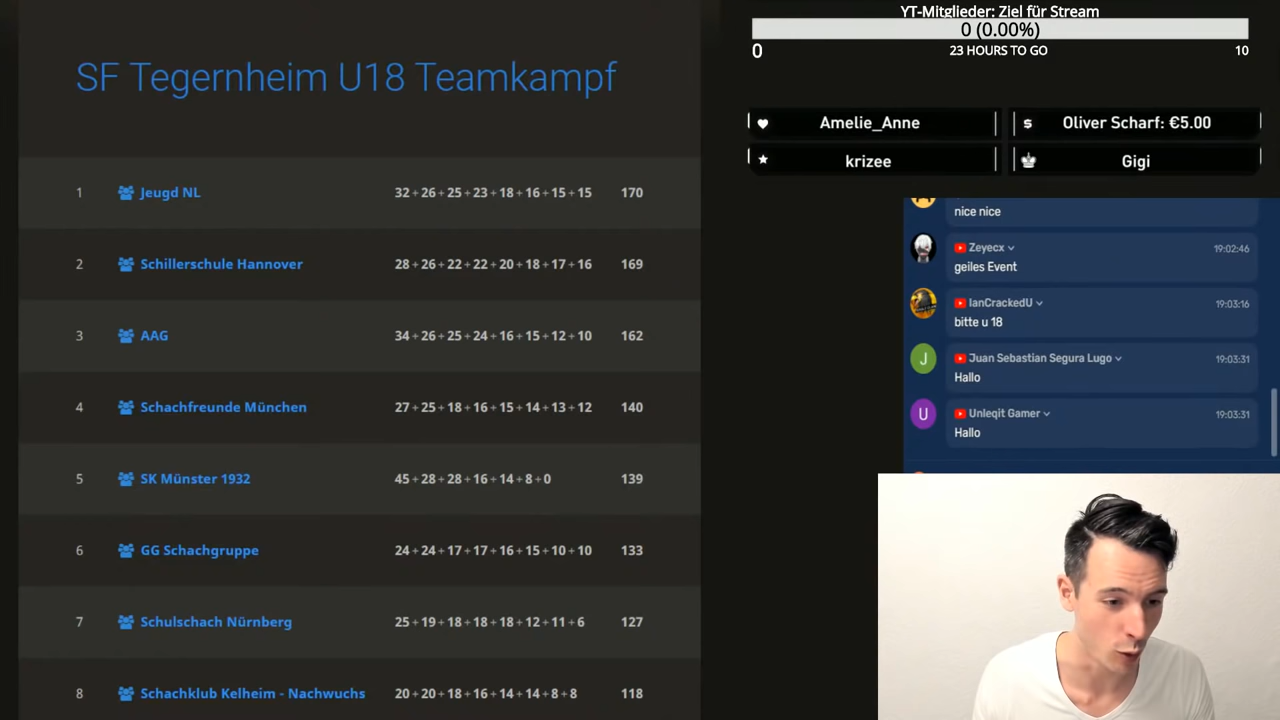 SF Tegernheim U18 Teamkampf
1 Jeugd NL 32+26+25+23+18+16+15+15 170
2 Schillerschule Hannover 28+26+22+22+20+18+17+16 169
3 AAG 34+26+25+24+16+15+12+10 162
4 Schachfreunde München 27+25+18+16+15+14+13+12 140
5 SK Münster 1932 45+28+28+16+14+8+0 139
6 GG Schachgruppe 24+24+17+17+16+15+10+10 133
7 Schulschach Nürnberg 25+19+18+18+18+12+11+6 127
8 Schachklub Kelheim - Nachwuchs 20+20+18+16+14+14+8+8 118
YT-Mitglieder: Ziel für Stream
0 (0.00%)
0 23 HOURS TO GO 10
Amelie_Anne $ Oliver Scharf: €5.00
krizee Gigi
nice nice
Zeyecx 19:02:46
geiles Event
IanCrackedU 19:03:16
bitte u 18
J Juan Sebastian Segura Lugo 19:03:31
Hallo
U Unleqit Gamer 19:03:31
Hallo